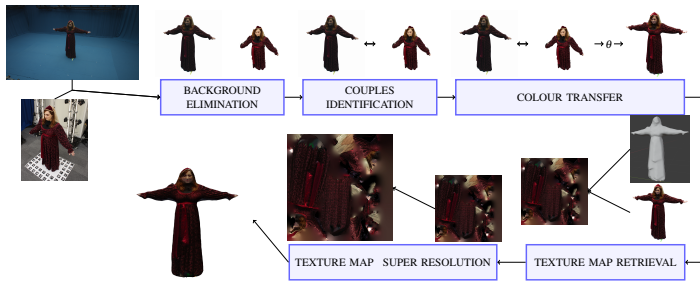 → θ →
BACKGROUND
ELIMINATION
COUPLES
IDENTIFICATION
COLOUR TRANSFER
TEXTURE MAP SUPER RESOLUTION
TEXTURE MAP RETRIEVAL